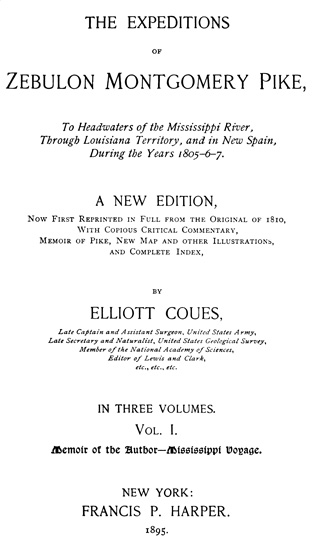 THE EXPEDITIONS
OF
ZEBULON MONTGOMERY PIKE,
To Headwaters of the Mississippi River,
Through Louisiana Territory, and in New Spain,
During the Years 1805-6-7.
A NEW EDITION,
NOW FIRST REPRINTED IN FULL FROM THE ORIGINAL OF 1810,
WITH COPIOUS CRITICAL COMMENTARY,
MEMOIR OF PIKE, NEW MAP AND OTHER ILLUSTRATIONS,
AND COMPLETE INDEX,
BY
ELLIOTT COUES,
Late Captain and Assistant Surgeon, United States Army,
Late Secretary and Naturalist, United States Geological Survey,
Member of the National Academy of Sciences,
Editor of Lewis and Clark,
etc., etc., etc.
IN THREE VOLUMES.
VOL. I.
Memoir of the Author—Mississippi Voyage.
NEW YORK:
FRANCIS P. HARPER.
1895.